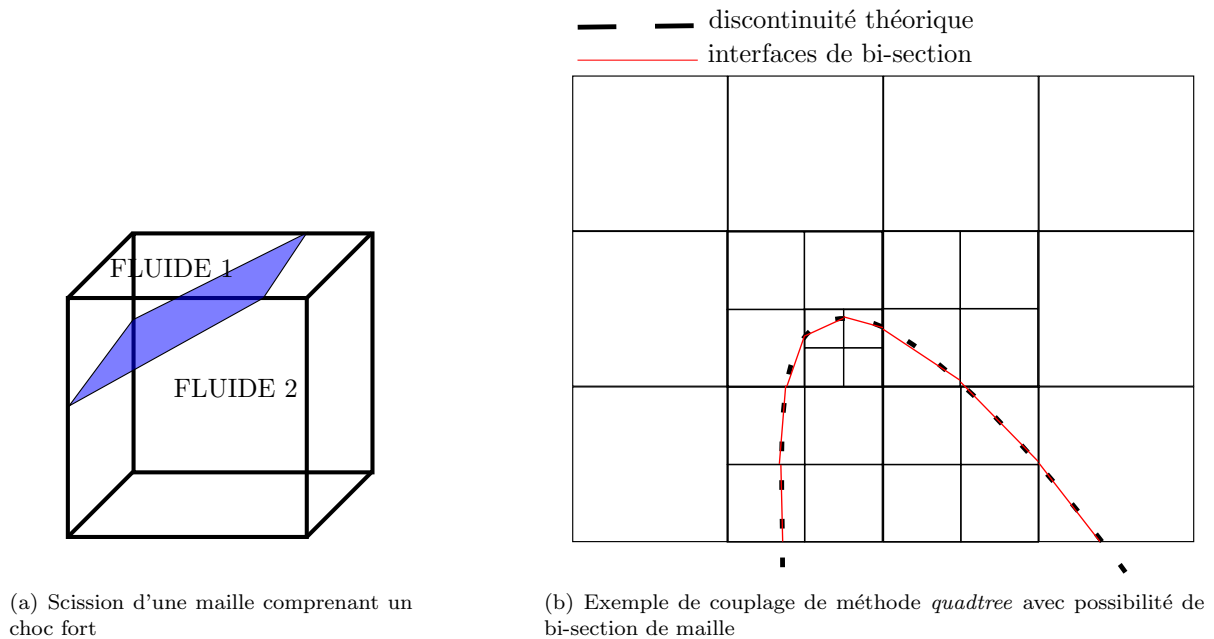 discontinuité théorique
interfaces de bi-section
FLUIDE 1
FLUIDE 2
(a) Scission d'une maille comprenant un
choc fort
(b) Exemple de couplage de méthode quadtree avec possibilité de
bi-section de maille